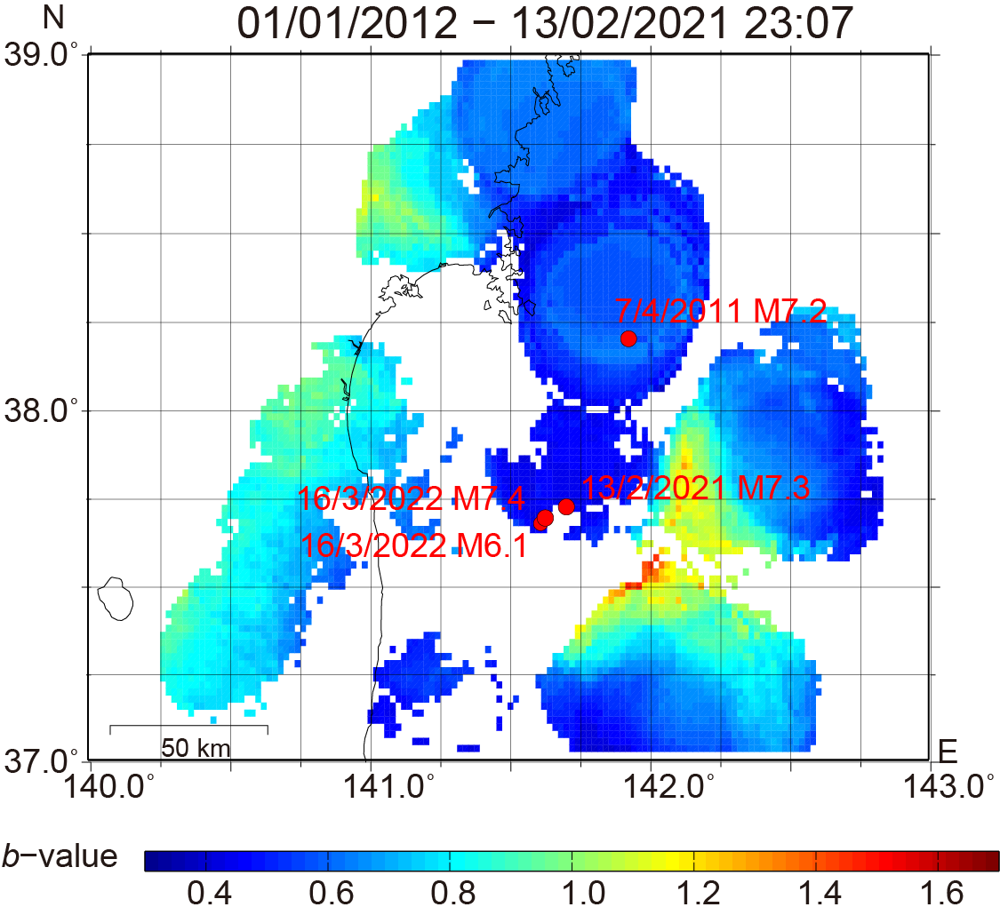 N
01/01/2012 − 13/02/2021 23:07
39.0°
7/4/2011 M7.2
38.0°
13/2/2021 M7.3
16/3/2022 M7.4
16/3/2022 M6.1
50 km
37.0°
E
140.0° 141.0° 142.0° 143.0°
b−value
0.4 0.6 0.8 1.0 1.2 1.4 1.6